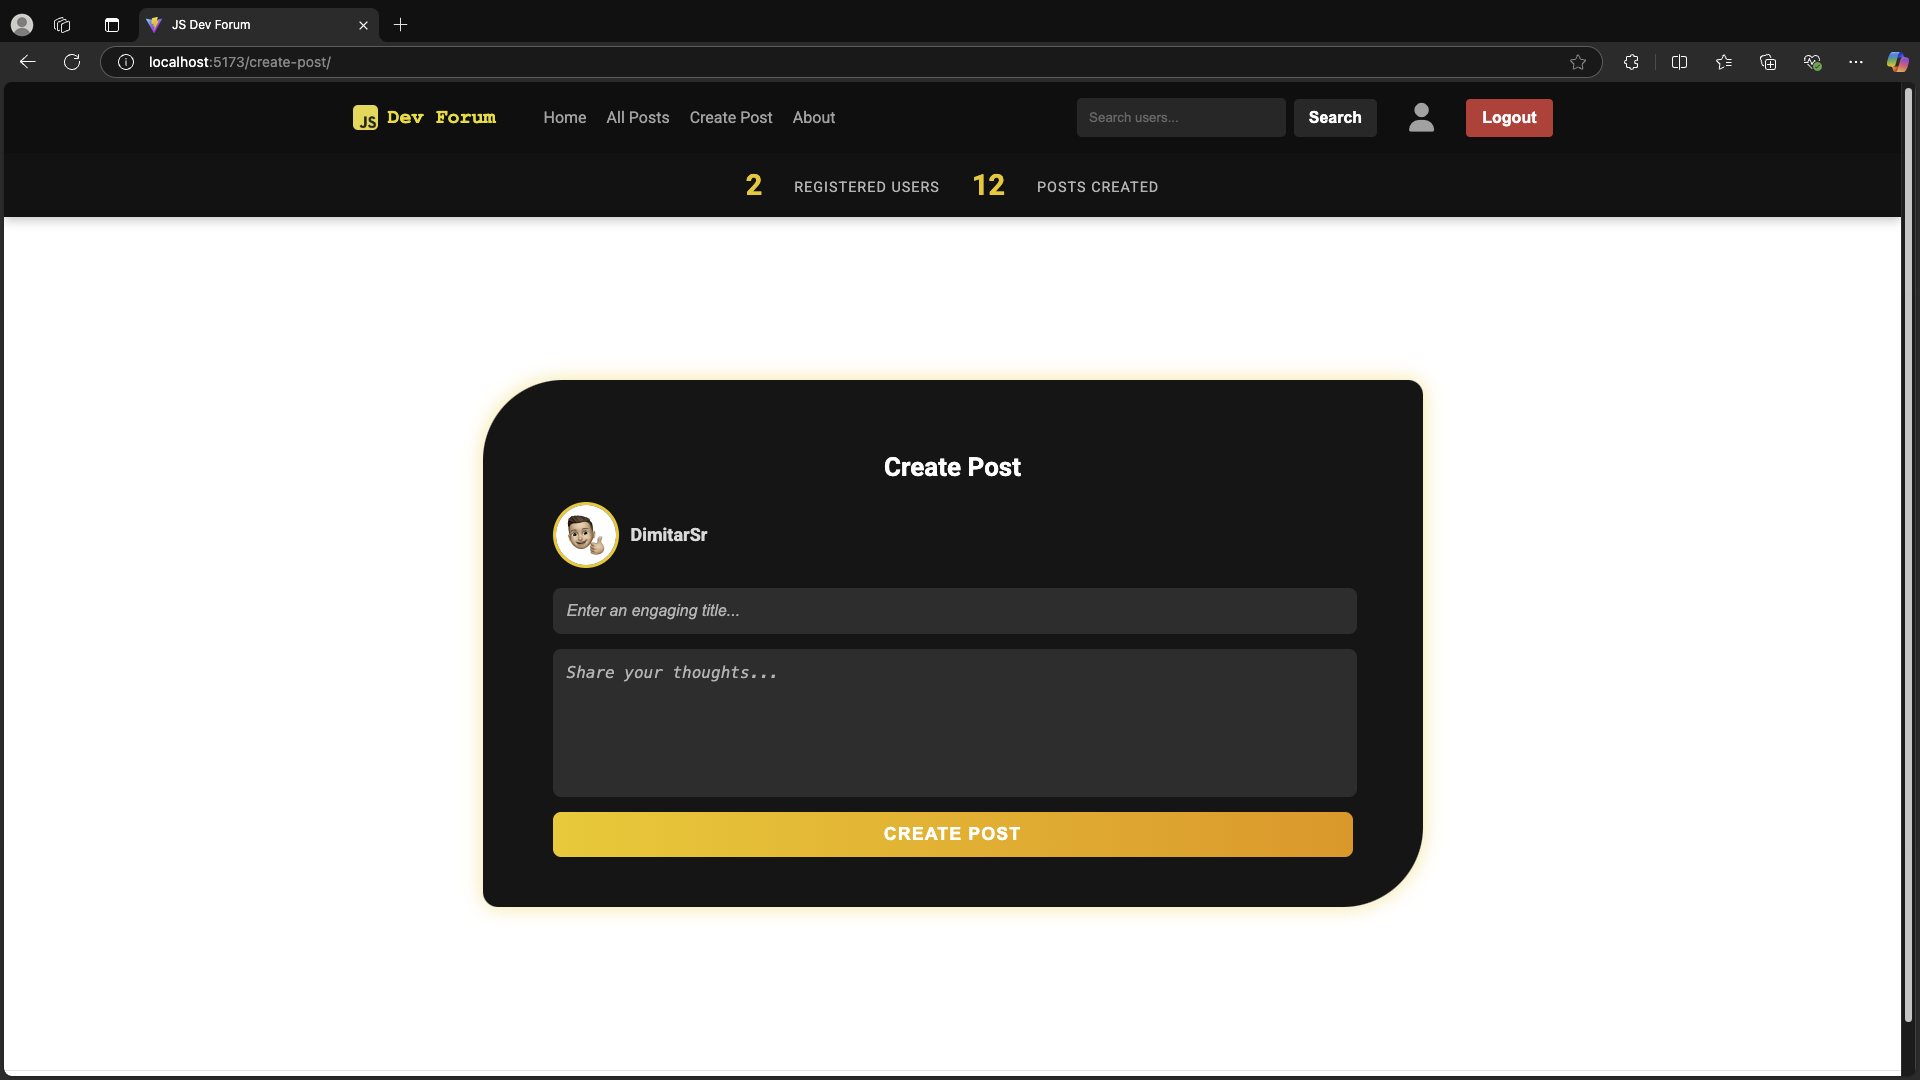 JS Dev Forum
localhost:5173/create-post/
JS Dev Forum Home All Posts Create Post About Search users... Search Logout
2 REGISTERED USERS 12 POSTS CREATED
Create Post
DimitarSr
Enter an engaging title...
Share your thoughts...
CREATE POST